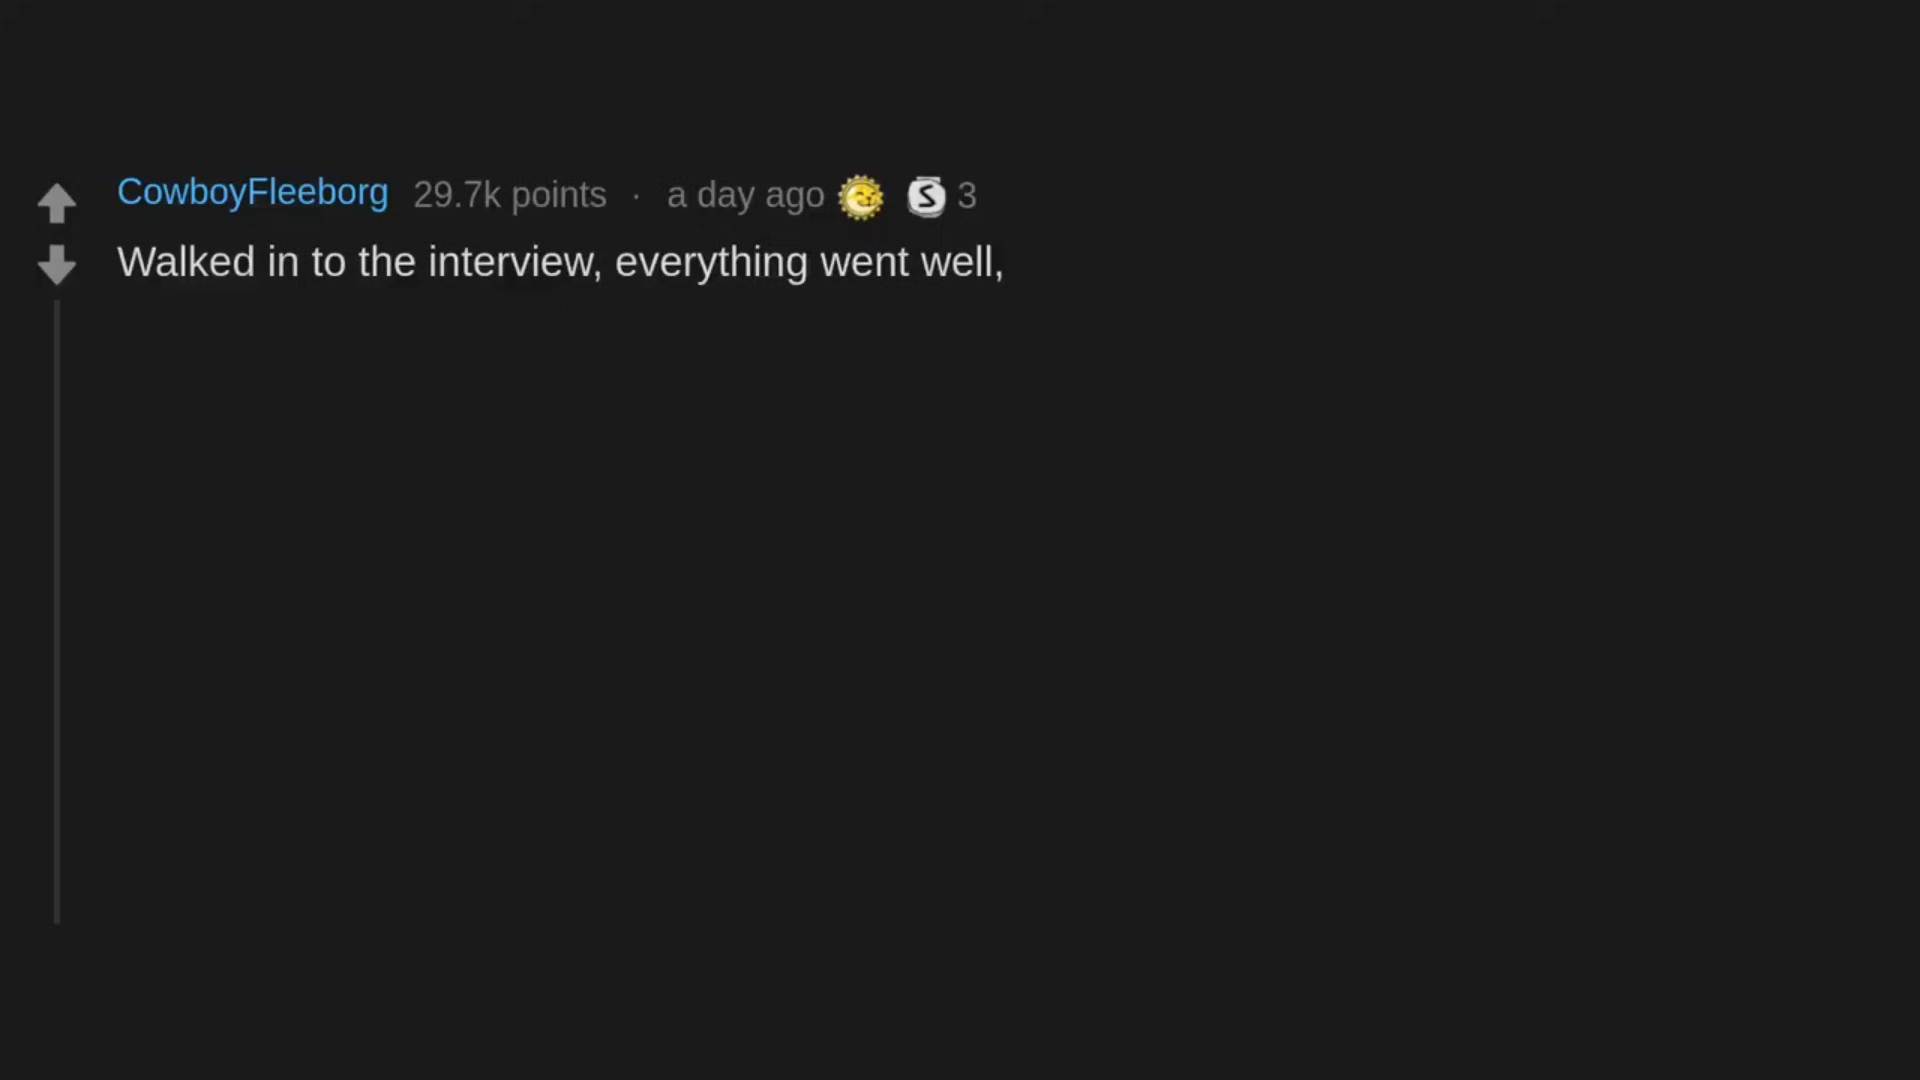 CowboyFleeborg 29.7k points · a day ago S 3
Walked in to the interview, everything went well,